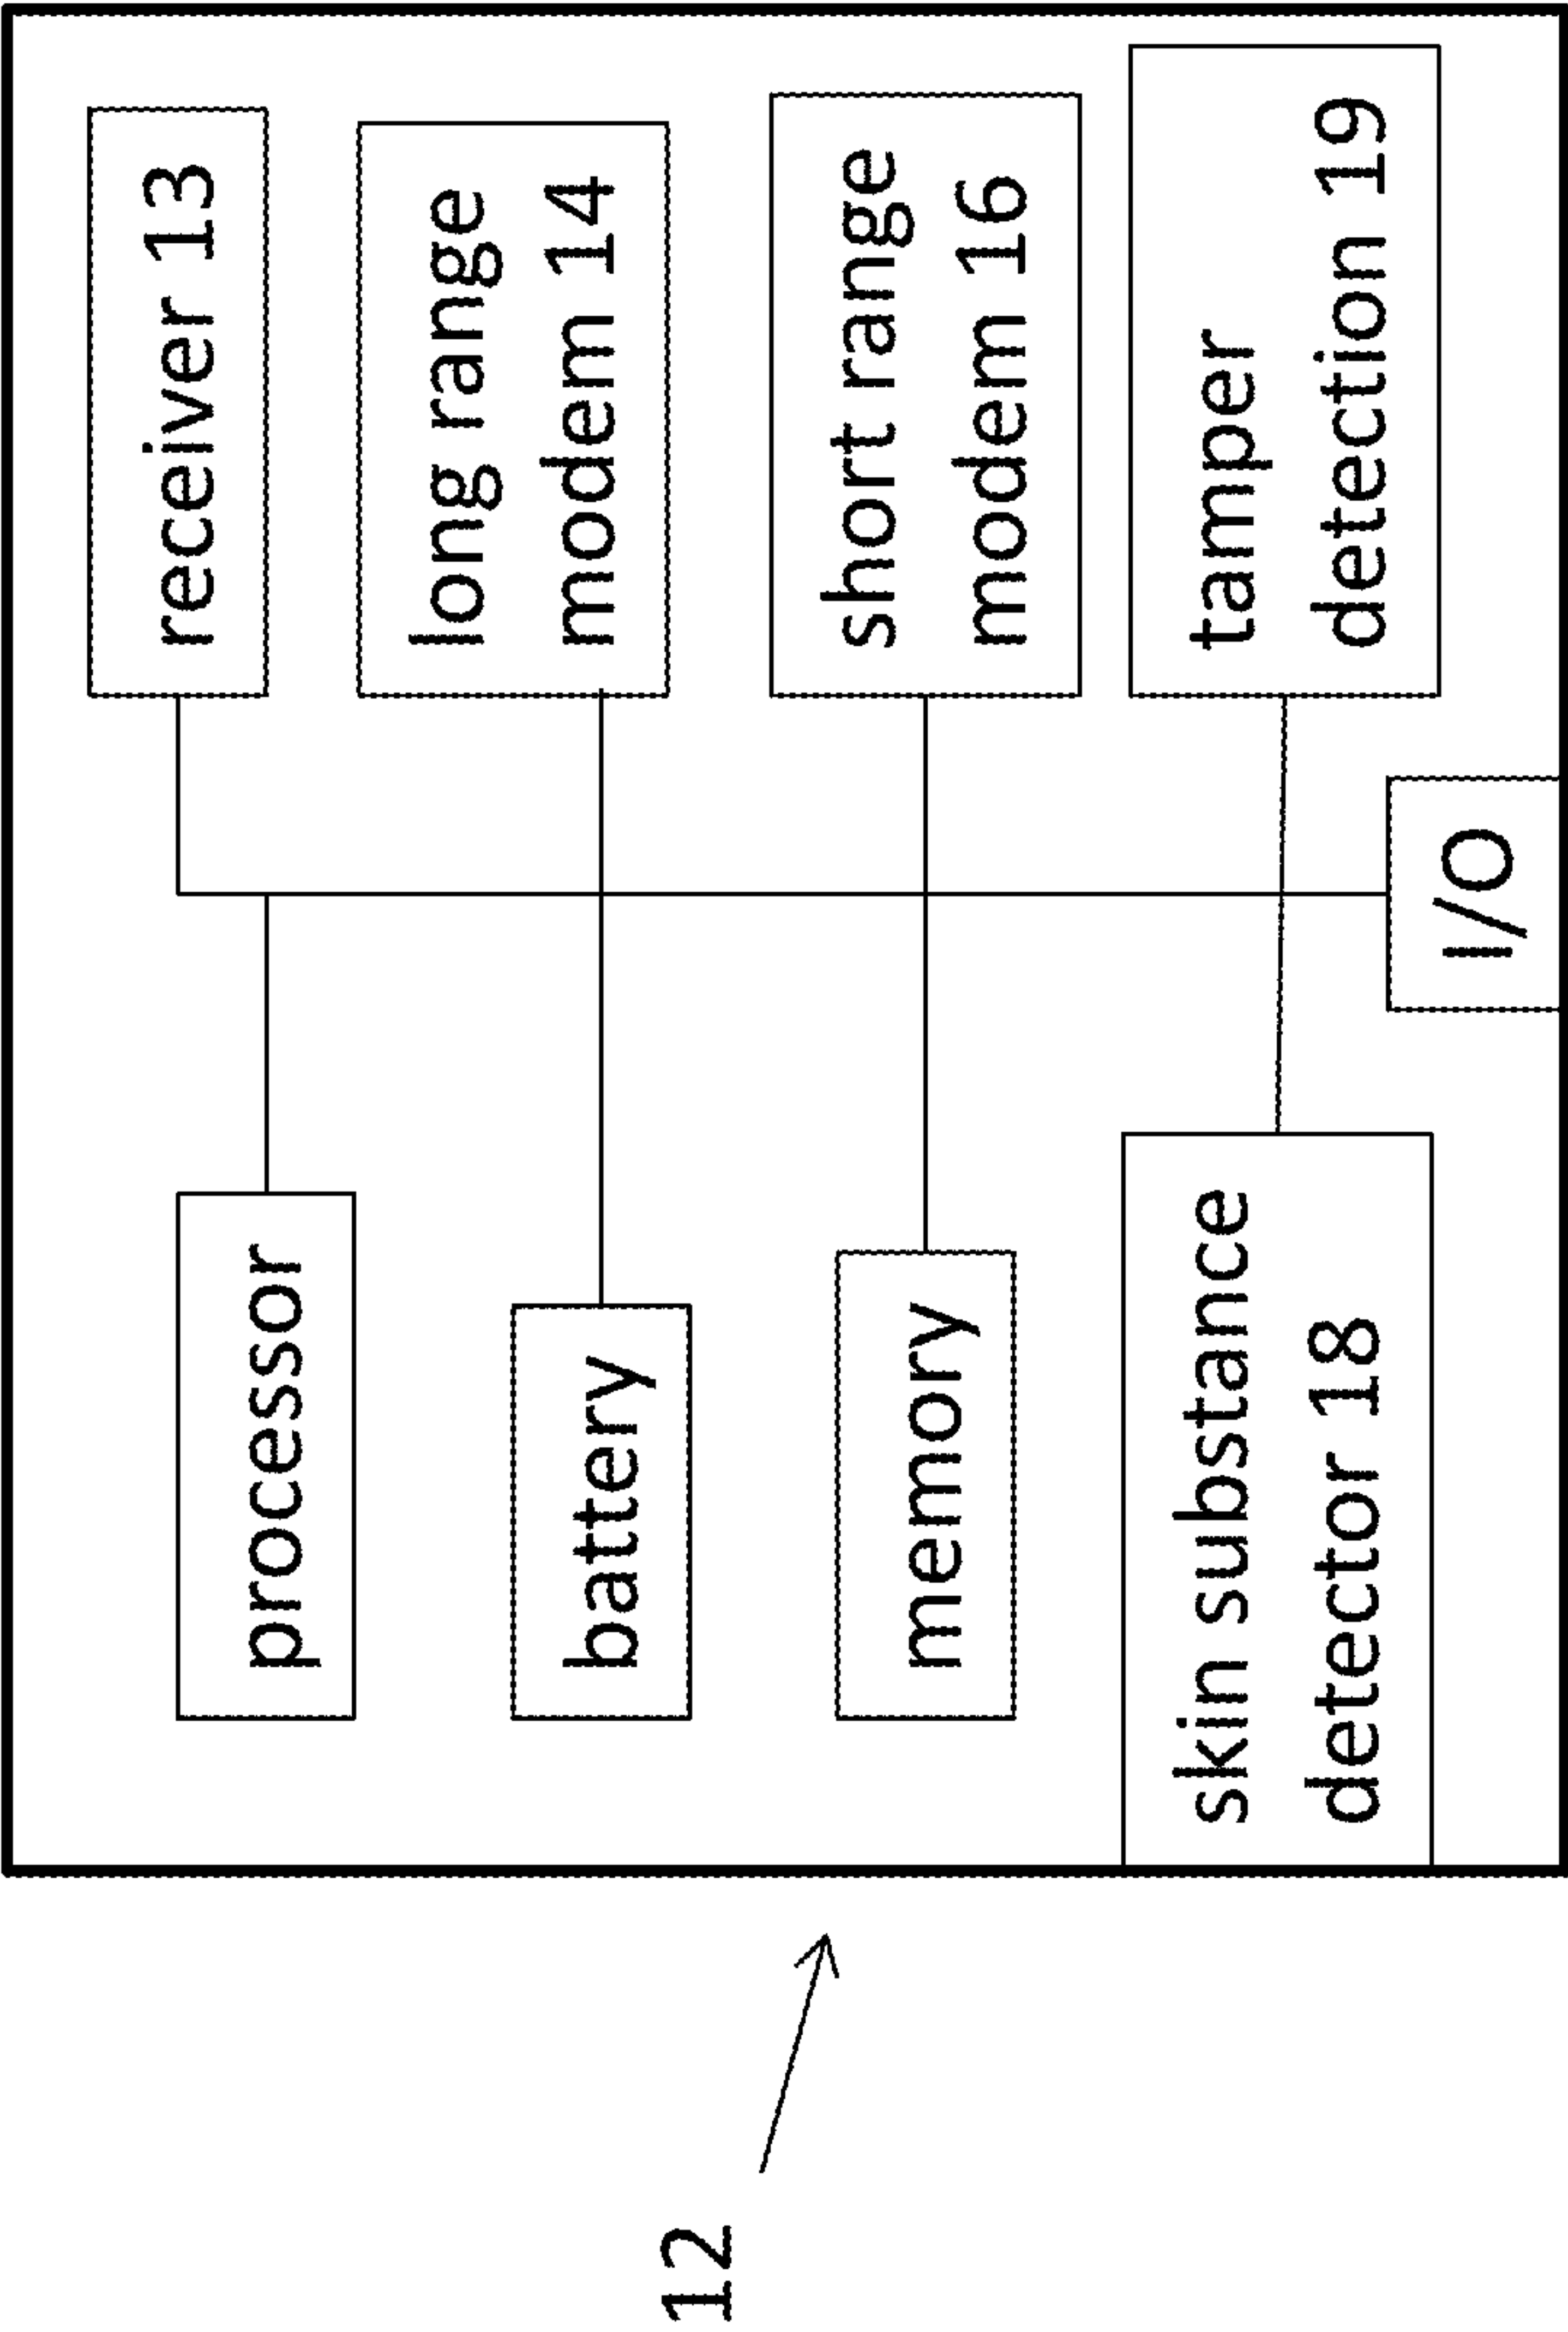 receiver 13
long range
modem 14
short range
modem 16
tamper
detection 19
processor
battery
memory
skin substance
detector 18
I/O
12